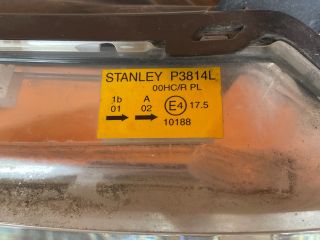 STANLEY P3814L
00HC/R PL
1b A
01 02 E4 17.5
10188